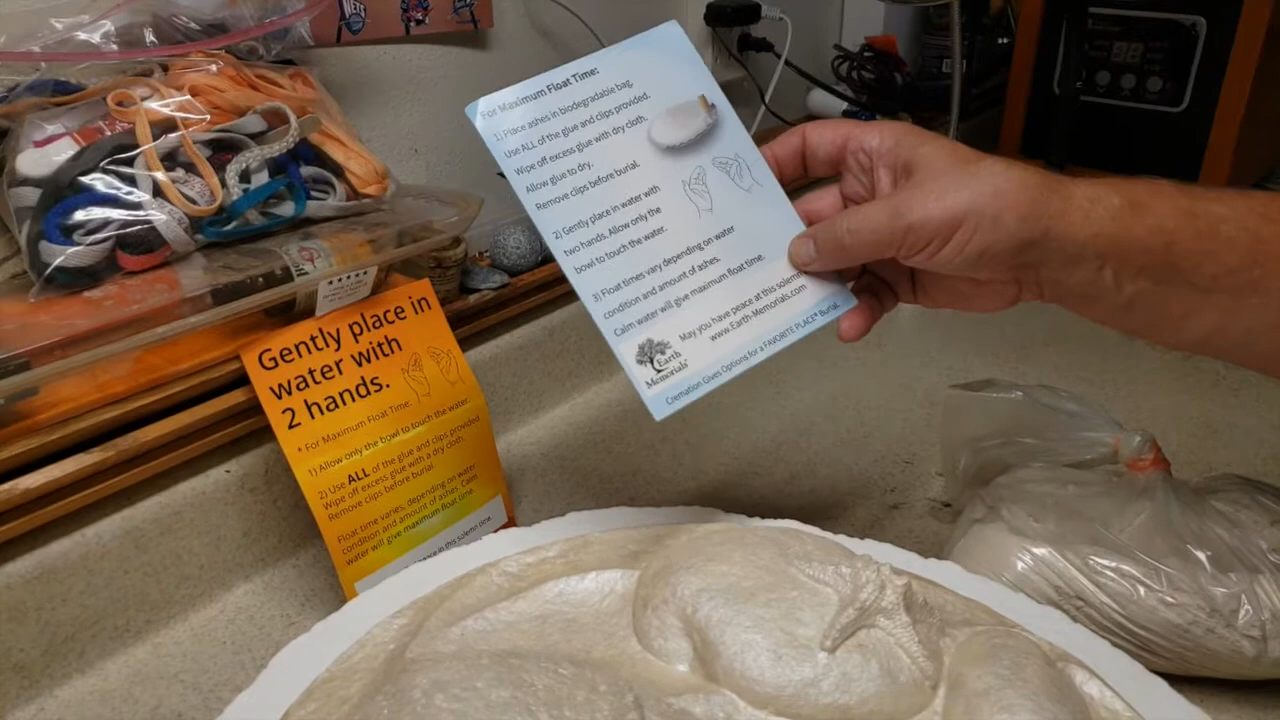 NETS
For Maximum Float Time:
1) Place ashes in biodegradable bag.
Use ALL of the glue and clips provided.
Wipe off excess glue with dry cloth.
Allow glue to dry.
Remove clips before burial.
2) Gently place in water with
two hands. Allow only the
bowl to touch the water.
3) Float times vary depending on water
condition and amount of ashes.
Calm water will give maximum float time.
May you have peace at this solemn
www.Earth-Memorials.com
Earth
Memorials®
Cremation Gives Options for a FAVORITE PLACE® Burial.
Gently place in
water with
2 hands.
* For Maximum Float Time:
1) Allow only the bowl to touch the water.
2) Use ALL of the glue and clips provided
Wipe off excess glue with a dry cloth.
Remove clips before burial.
Float time varies, depending on water
condition and amount of ashes. Calm
water will give maximum float time.
peace in this solemn time.